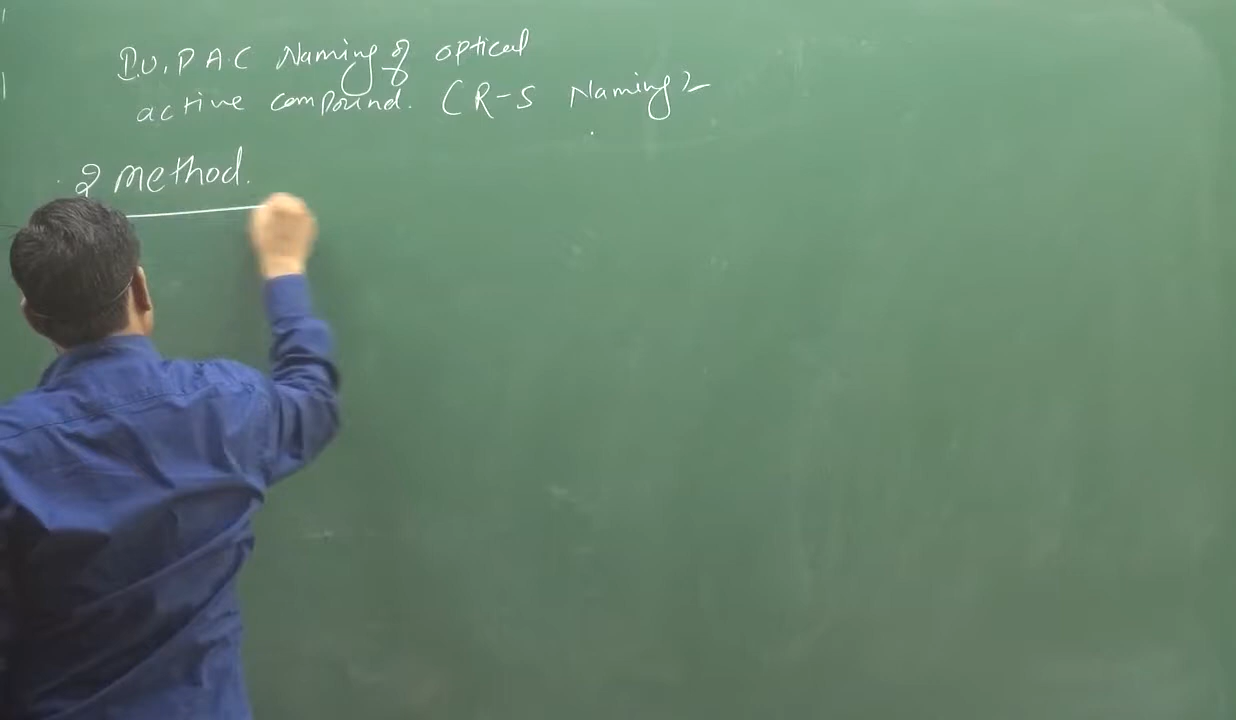 I.U.P.A.C Naming of optical
active compound. (R-S Naming)
2 method.